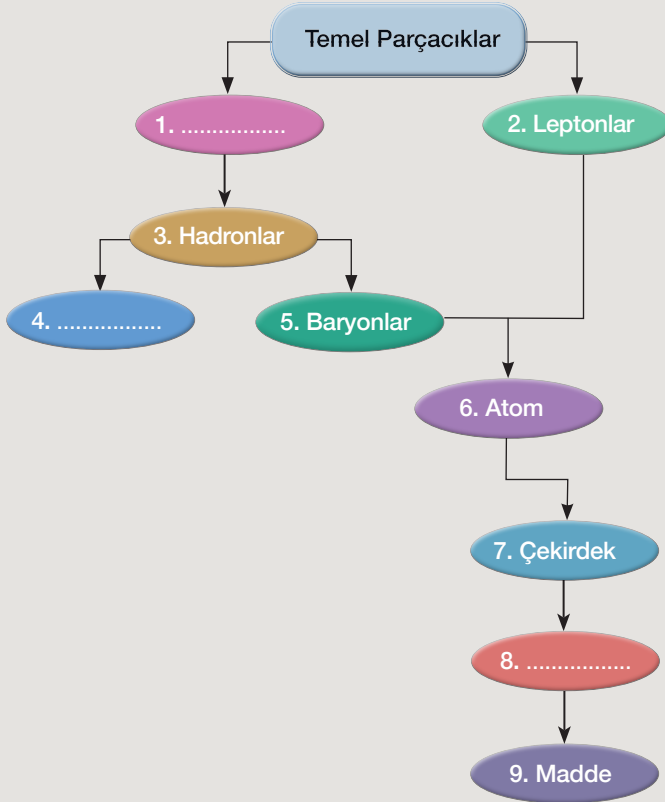 Temel Parçacıklar
1. .................
2. Leptonlar
3. Hadronlar
4. .................
5. Baryonlar
6. Atom
7. Çekirdek
8. .................
9. Madde